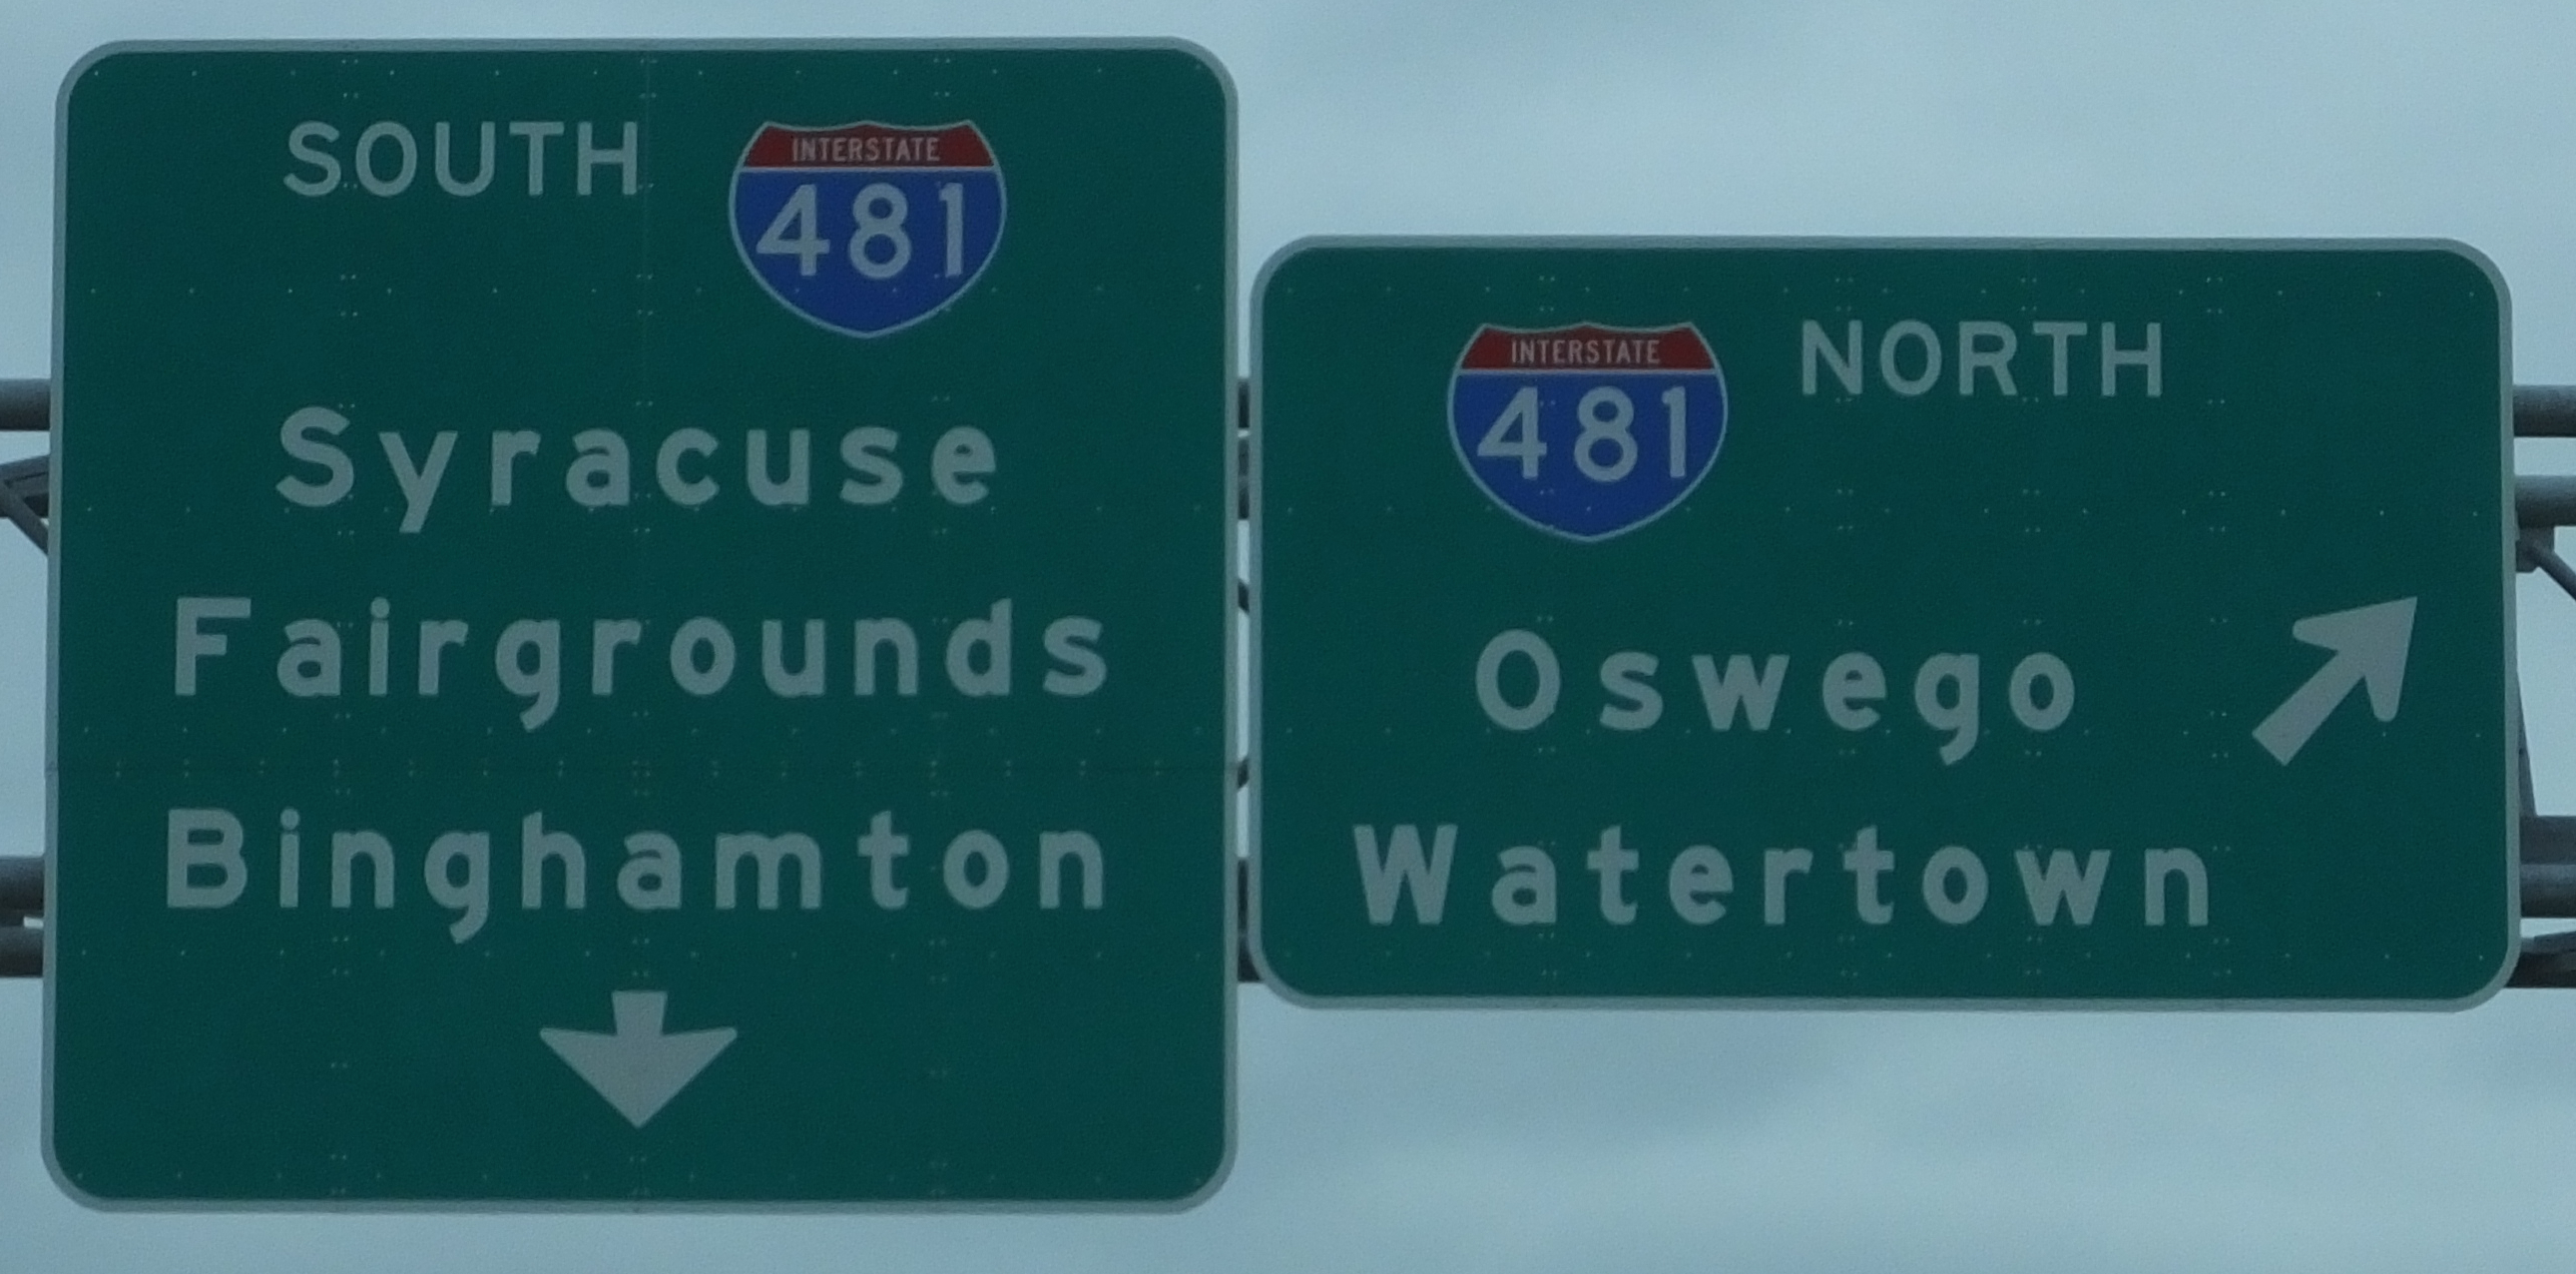 SOUTH INTERSTATE 481
Syracuse
Fairgrounds
Binghamton
INTERSTATE 481 NORTH
Oswego
Watertown